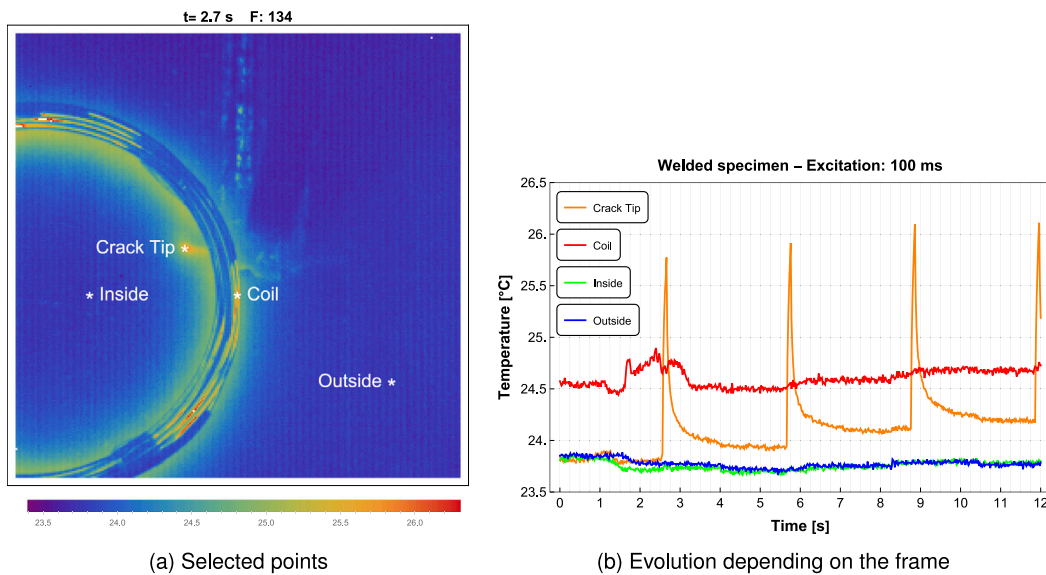 t= 2.7 s    F: 134
Crack Tip *
* Inside
* Coil
Outside *
23.5 24.0 24.5 25.0 25.5 26.0
(a) Selected points
Welded specimen – Excitation: 100 ms
26,5
26.
25.5
25.
24.5
24.
23.5
Temperature [°C]
Crack Tip
Coil
Inside
Outside
0 1 2 3 4 5 6 7 8 9 10 11 12
Time [s]
(b) Evolution depending on the frame